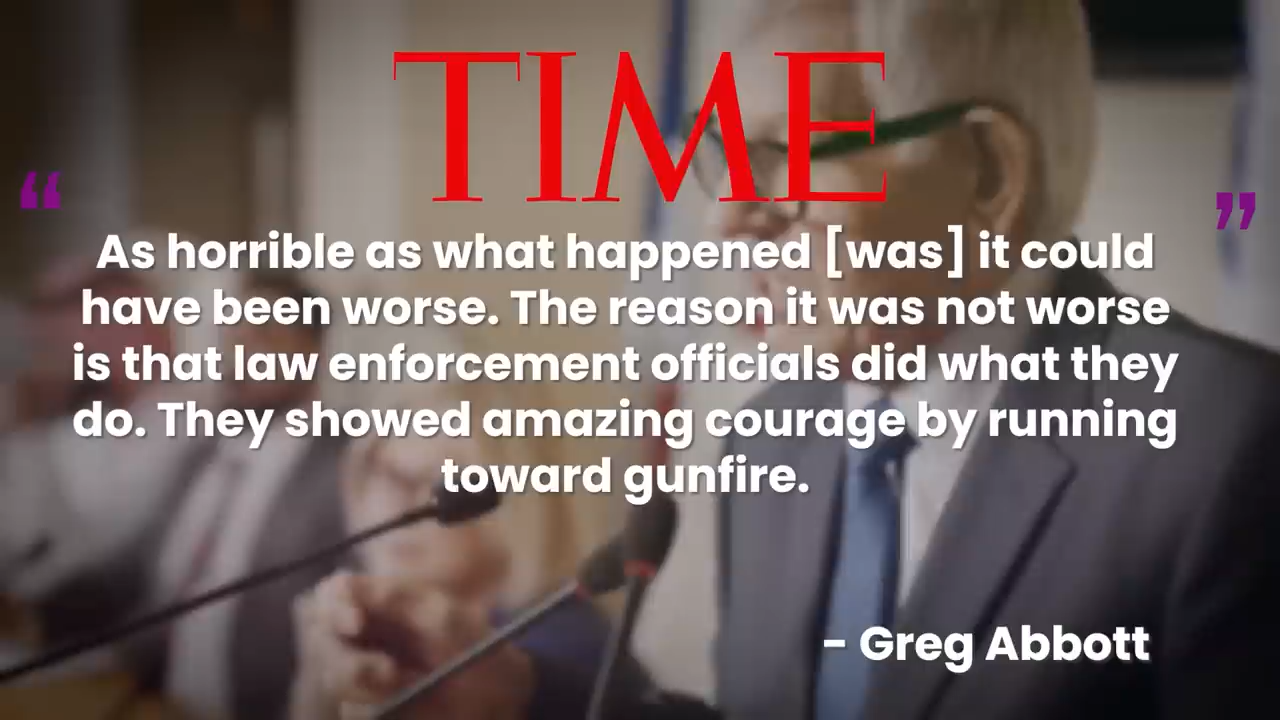 TIME
“ ”
As horrible as what happened [was] it could
have been worse. The reason it was not worse
is that law enforcement officials did what they
do. They showed amazing courage by running
toward gunfire.
- Greg Abbott